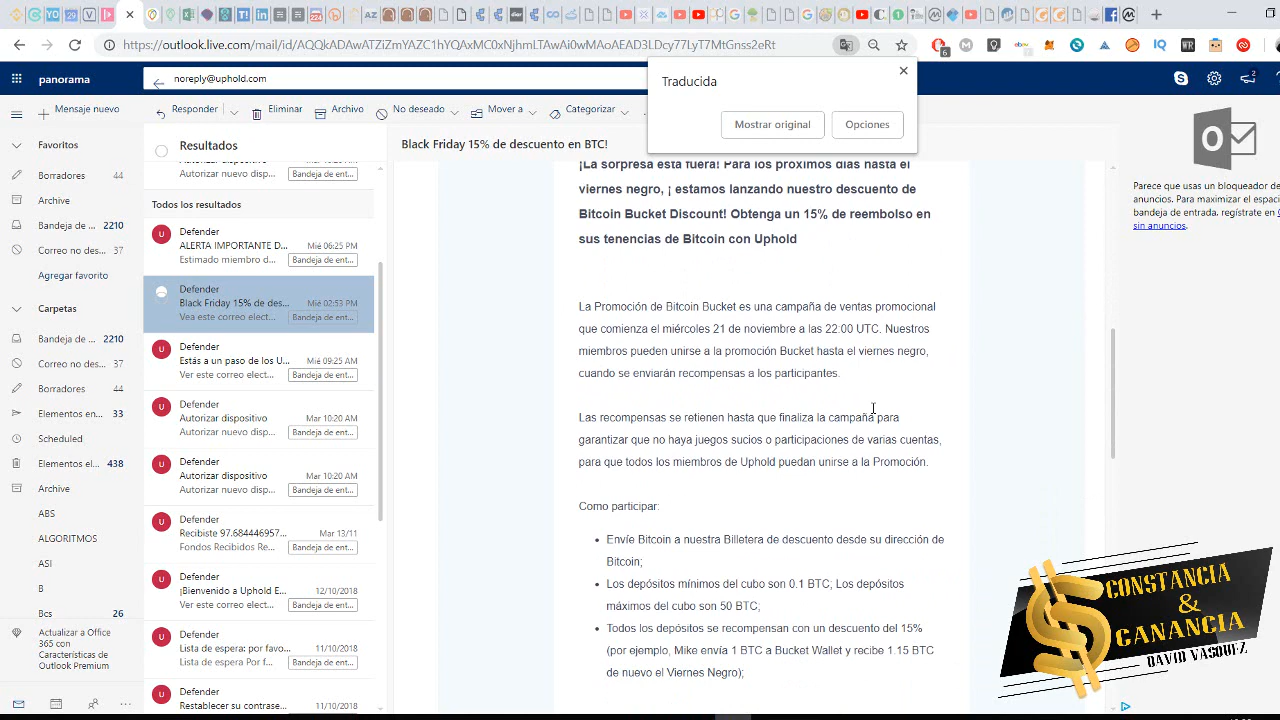 https://outlook.live.com/mail/id/AQQkADAwATZiZmYAZC1hYQAxMC0xNjhmLTAwAi0wMAoAEAD3LDcy77LyT7MtGnss2eRt
panorama
noreply@uphold.com
Traducida
Mostrar original
Opciones
Mensaje nuevo
Responder
Eliminar
Archivo
No deseado
Mover a
Categorizar
Favoritos
Borradores 44
Archive
Bandeja de ... 2210
Correo no des... 37
Agregar favorito
Carpetas
Bandeja de ... 2210
Correo no des... 37
Borradores 44
Elementos en... 33
Scheduled
Elementos el... 438
Archive
ABS
ALGORITMOS
ASI
B
Bos 26
Actualizar a Office
365 con
Características de
Outlook Premium
Resultados
Autorizar nuevo disp... Bandeja de ent...
Todos los resultados
Defender
ALERTA IMPORTANTE D... Mié 06:25 PM
Estimado miembro d... Bandeja de ent...
Defender
Black Friday 15% de des... Mié 02:53 PM
Vea este correo elect... Bandeja de ent...
Defender
Estás a un paso de los U... Mié 09:25 AM
Ver este correo elect... Bandeja de ent...
Defender
Autorizar dispositivo Mar 10:20 AM
Autorizar nuevo disp... Bandeja de ent...
Defender
Autorizar dispositivo Mar 10:20 AM
Autorizar nuevo disp... Bandeja de ent...
Defender
Recibiste 97.684446957... Mar 13/11
Fondos Recibidos Re... Bandeja de ent...
Defender
¡Bienvenido a Uphold E... 12/10/2018
Ver este correo elect... Bandeja de ent...
Defender
Lista de espera: por favo... 11/10/2018
Lista de espera Por f... Bandeja de ent...
Defender
Restablecer su contrase... 11/10/2018
Black Friday 15% de descuento en BTC!
¡La sorpresa está fuera! Para los próximos días hasta el
viernes negro, ¡ estamos lanzando nuestro descuento de
Bitcoin Bucket Discount! Obtenga un 15% de reembolso en
sus tenencias de Bitcoin con Uphold
La Promoción de Bitcoin Bucket es una campaña de ventas promocional
que comienza el miércoles 21 de noviembre a las 22:00 UTC. Nuestros
miembros pueden unirse a la promoción Bucket hasta el viernes negro,
cuando se enviarán recompensas a los participantes.
Las recompensas se retienen hasta que finaliza la campaña para
garantizar que no haya juegos sucios o participaciones de varias cuentas,
para que todos los miembros de Uphold puedan unirse a la Promoción.
Como participar:
• Envíe Bitcoin a nuestra Billetera de descuento desde su dirección de
Bitcoin;
• Los depósitos mínimos del cubo son 0.1 BTC; Los depósitos
máximos del cubo son 50 BTC;
• Todos los depósitos se recompensan con un descuento del 15%
(por ejemplo, Mike envía 1 BTC a Bucket Wallet y recibe 1.15 BTC
de nuevo el Viernes Negro);
Parece que usas un bloqueador de
anuncios. Para maximizar el espaci
bandeja de entrada, regístrate en
sin anuncios.
CONSTANCIA
&
GANANCIA
DAVID VASQUEZ